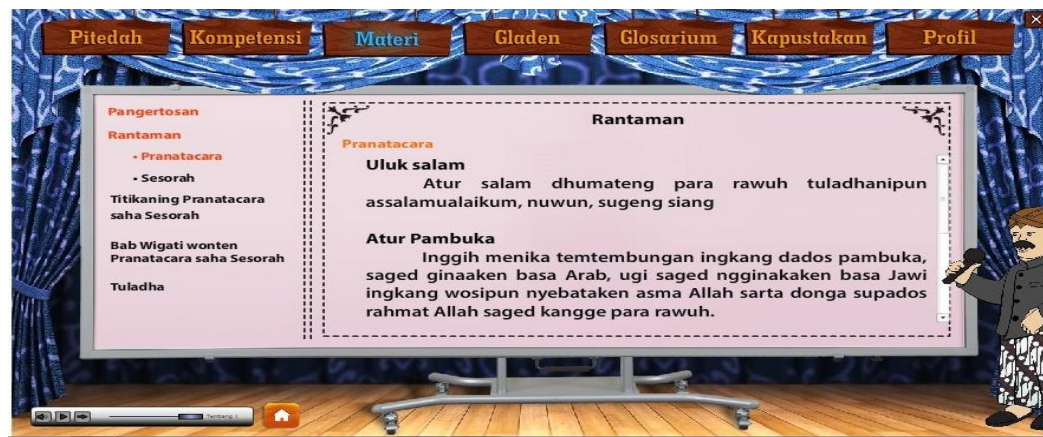 Pitedah
Kompetensi
Materi
Gladen
Glosarium
Kapustakan
Profil
Pangertosan
Rantaman
• Pranatacara
• Sesorah
Titikaning Pranatacara
saha Sesorah
Bab Wigati wonten
Pranatacara saha Sesorah
Tuladha
Rantaman
Pranatacara
Uluk salam
Atur salam dhumateng para rawuh tuladhanipun
assalamualaikum, nuwun, sugeng siang
Atur Pambuka
Inggih menika temtembungan ingkang dados pambuka,
saged ginaaken basa Arab, ugi saged ngginakaken basa Jawi
ingkang wosipun nyebataken asma Allah sarta donga supados
rahmat Allah saged kangge para rawuh.